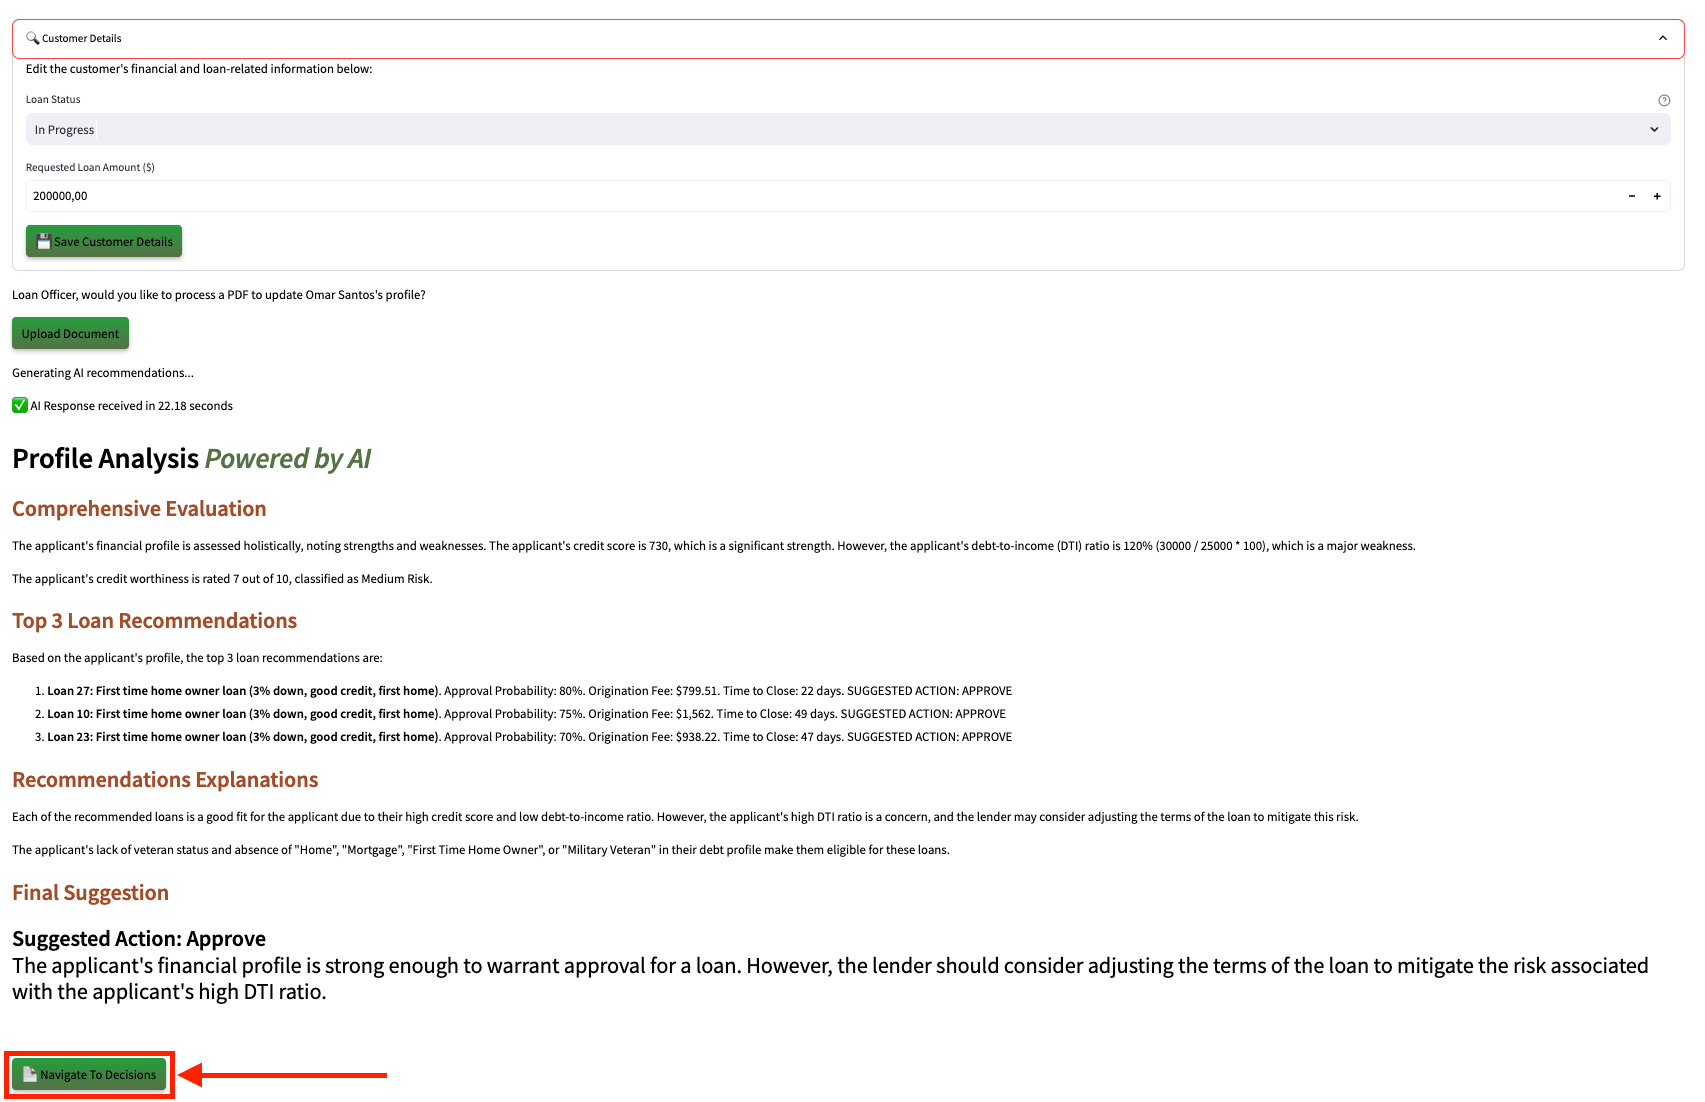 🔍 Customer Details
Edit the customer's financial and loan-related information below:
Loan Status
In Progress
Requested Loan Amount ($)
200000,00
💾 Save Customer Details
Loan Officer, would you like to process a PDF to update Omar Santos's profile?
Upload Document
Generating AI recommendations...
✅ AI Response received in 22.18 seconds
Profile Analysis Powered by AI
Comprehensive Evaluation
The applicant's financial profile is assessed holistically, noting strengths and weaknesses. The applicant's credit score is 730, which is a significant strength. However, the applicant's debt-to-income (DTI) ratio is 120% (30000 / 25000 * 100), which is a major weakness.
The applicant's credit worthiness is rated 7 out of 10, classified as Medium Risk.
Top 3 Loan Recommendations
Based on the applicant's profile, the top 3 loan recommendations are:
1. Loan 27: First time home owner loan (3% down, good credit, first home). Approval Probability: 80%. Origination Fee: $799.51. Time to Close: 22 days. SUGGESTED ACTION: APPROVE
2. Loan 10: First time home owner loan (3% down, good credit, first home). Approval Probability: 75%. Origination Fee: $1,562. Time to Close: 49 days. SUGGESTED ACTION: APPROVE
3. Loan 23: First time home owner loan (3% down, good credit, first home). Approval Probability: 70%. Origination Fee: $938.22. Time to Close: 47 days. SUGGESTED ACTION: APPROVE
Recommendations Explanations
Each of the recommended loans is a good fit for the applicant due to their high credit score and low debt-to-income ratio. However, the applicant's high DTI ratio is a concern, and the lender may consider adjusting the terms of the loan to mitigate this risk.
The applicant's lack of veteran status and absence of "Home", "Mortgage", "First Time Home Owner", or "Military Veteran" in their debt profile make them eligible for these loans.
Final Suggestion
Suggested Action: Approve
The applicant's financial profile is strong enough to warrant approval for a loan. However, the lender should consider adjusting the terms of the loan to mitigate the risk associated
with the applicant's high DTI ratio.
📄 Navigate To Decisions